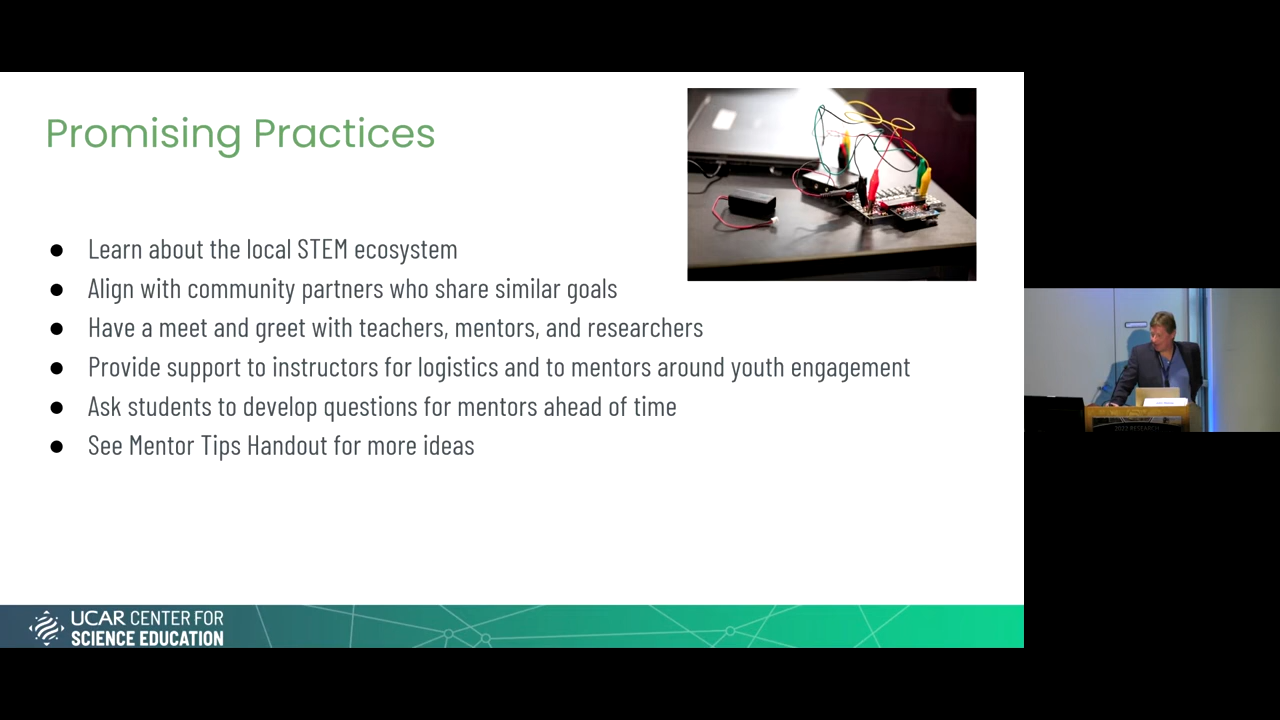 Promising Practices
● Learn about the local STEM ecosystem
● Align with community partners who share similar goals
● Have a meet and greet with teachers, mentors, and researchers
● Provide support to instructors for logistics and to mentors around youth engagement
● Ask students to develop questions for mentors ahead of time
● See Mentor Tips Handout for more ideas
UCAR CENTER FOR
SCIENCE EDUCATION